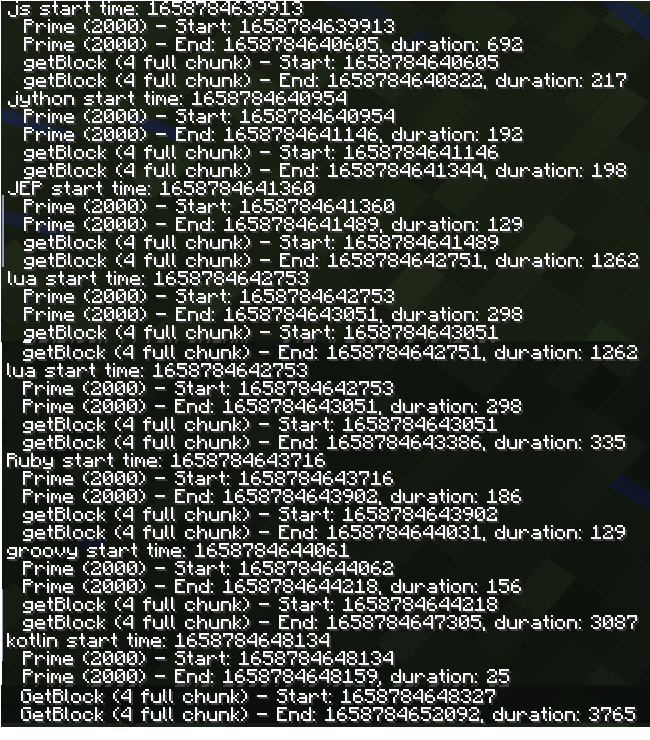 js start time: 1658784639913
Prime (2000) - Start: 1658784639913
Prime (2000) - End: 1658784640605, duration: 692
getBlock (4 full chunk) - Start: 1658784640605
getBlock (4 full chunk) - End: 1658784640822, duration: 217
Jython start time: 1658784640954
Prime (2000) - Start: 1658784640954
Prime (2000) - End: 1658784641146, duration: 192
getBlock (4 full chunk) - Start: 1658784641146
getBlock (4 full chunk) - End: 1658784641344, duration: 198
JEP start time: 1658784641360
Prime (2000) - Start: 1658784641360
Prime (2000) - End: 1658784641489, duration: 129
getBlock (4 full chunk) - Start: 1658784641489
getBlock (4 full chunk) - End: 1658784642751, duration: 1262
lua start time: 1658784642753
Prime (2000) - Start: 1658784642753
Prime (2000) - End: 1658784643051, duration: 298
getBlock (4 full chunk) - Start: 1658784643051
getBlock (4 full chunk) - End: 1658784642751, duration: 1262
lua start time: 1658784642753
Prime (2000) - Start: 1658784642753
Prime (2000) - End: 1658784643051, duration: 298
getBlock (4 full chunk) - Start: 1658784643051
getBlock (4 full chunk) - End: 1658784643386, duration: 335
Ruby start time: 1658784643716
Prime (2000) - Start: 1658784643716
Prime (2000) - End: 1658784643902, duration: 186
getBlock (4 full chunk) - Start: 1658784643902
getBlock (4 full chunk) - End: 1658784644031, duration: 129
groovy start time: 1658784644061
Prime (2000) - Start: 1658784644062
Prime (2000) - End: 1658784644218, duration: 156
getBlock (4 full chunk) - Start: 1658784644218
getBlock (4 full chunk) - End: 1658784647305, duration: 3087
kotlin start time: 1658784648134
Prime (2000) - Start: 1658784648134
Prime (2000) - End: 1658784648159, duration: 25
GetBlock (4 full chunk) - Start: 1658784648327
GetBlock (4 full chunk) - End: 1658784652092, duration: 3765